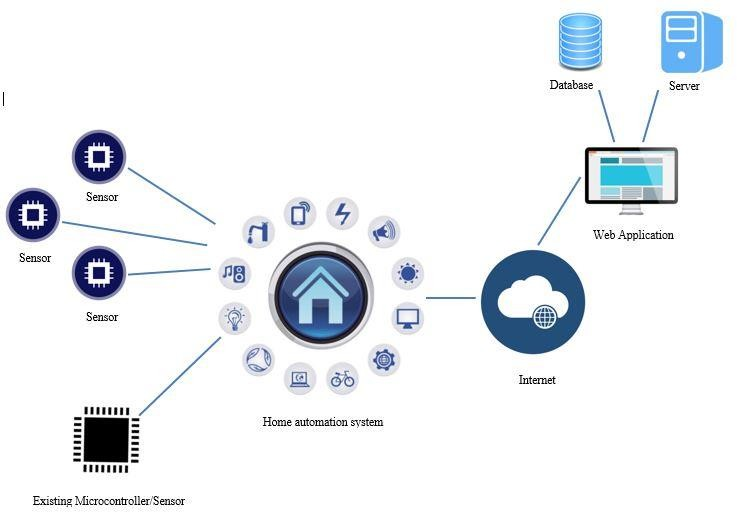 Database
Server
Sensor
Web Application
Sensor
Sensor
Internet
Home automation system
Existing Microcontroller/Sensor